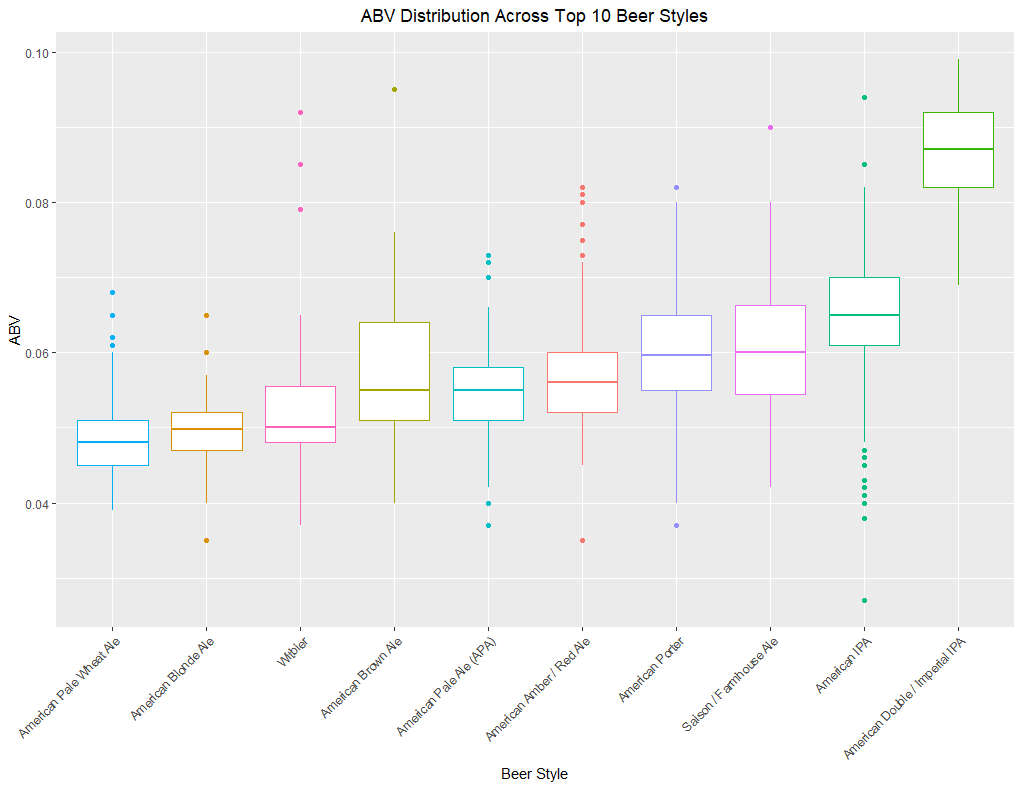 ABV Distribution Across Top 10 Beer Styles
0.10
0.08
0.06
0.04
ABV
American Pale Wheat Ale
American Blonde Ale
Witbier
American Brown Ale
American Pale Ale (APA)
American Amber / Red Ale
American Porter
Saison / Farmhouse Ale
American IPA
American Double / Imperial IPA
Beer Style